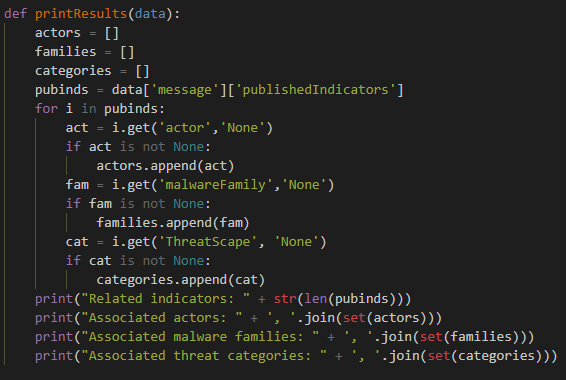 def printResults(data):
    actors = []
    families = []
    categories = []
    pubinds = data['message']['publishedIndicators']
    for i in pubinds:
        act = i.get('actor','None')
        if act is not None:
            actors.append(act)
        fam = i.get('malwareFamily','None')
        if fam is not None:
            families.append(fam)
        cat = i.get('ThreatScape', 'None')
        if cat is not None:
            categories.append(cat)
    print("Related indicators: " + str(len(pubinds)))
    print("Associated actors: " + ', '.join(set(actors)))
    print("Associated malware families: " + ', '.join(set(families)))
    print("Associated threat categories: " + ', '.join(set(categories)))